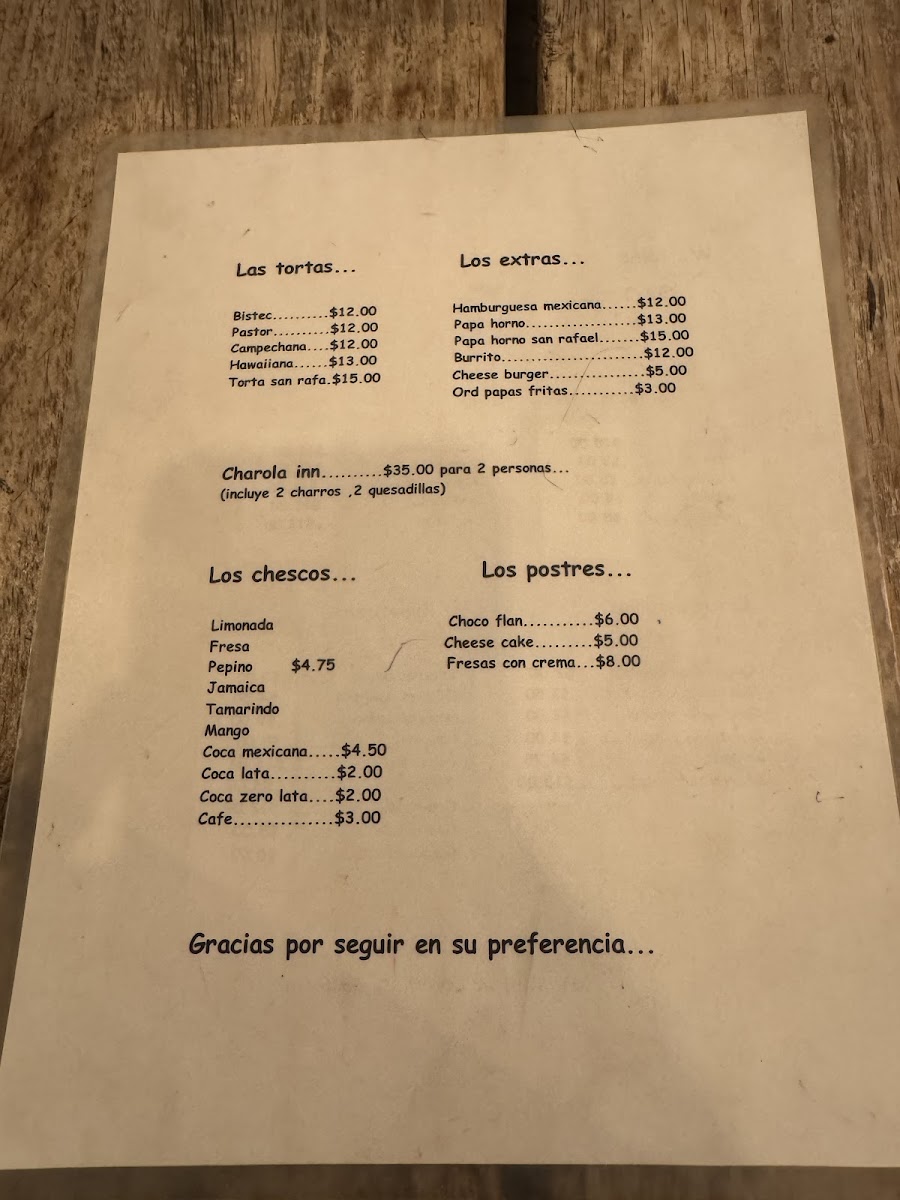 Las tortas...
Bistec..........$12.00
Pastor..........$12.00
Campechana....$12.00
Hawaiiana......$13.00
Torta san rafa.$15.00
Los extras...
Hamburguesa mexicana......$12.00
Papa horno....................$13.00
Papa horno san rafael.......$15.00
Burrito.........................$12.00
Cheese burger.................$5.00
Ord papas fritas............$3.00
Charola inn..........$35.00 para 2 personas...
(incluye 2 charros ,2 quesadillas)
Los chescos...
Limonada
Fresa
Pepino $4.75
Jamaica
Tamarindo
Mango
Coca mexicana.....$4.50
Coca lata..........$2.00
Coca zero lata....$2.00
Cafe...............$3.00
Los postres...
Choco flan...........$6.00
Cheese cake.........$5.00
Fresas con crema...$8.00
Gracias por seguir en su preferencia...